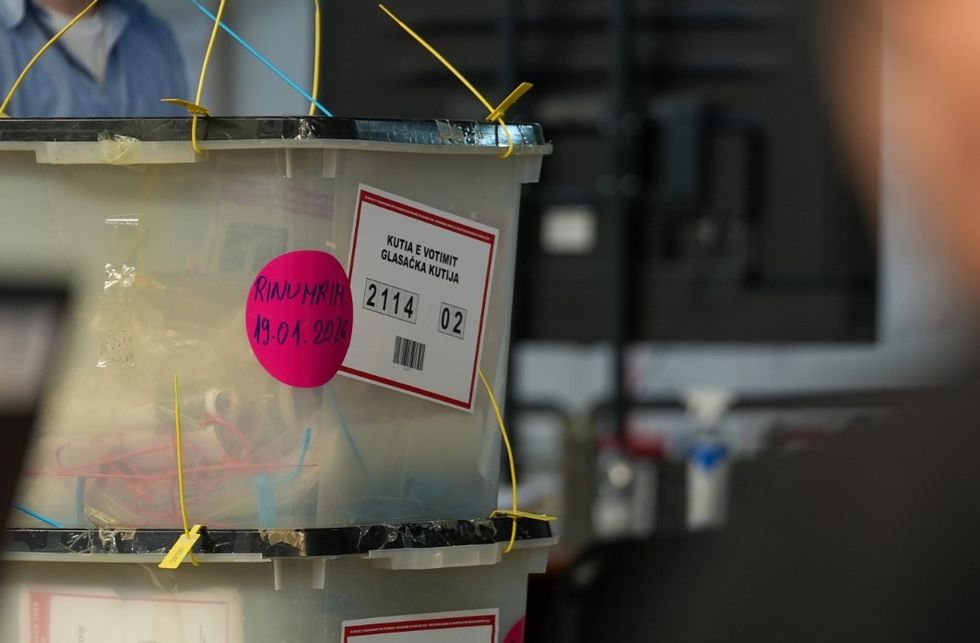 KUTIA E VOTIMIT
GLASAČKA KUTIJA
2114 02
RINUMRIM
19.01.2026